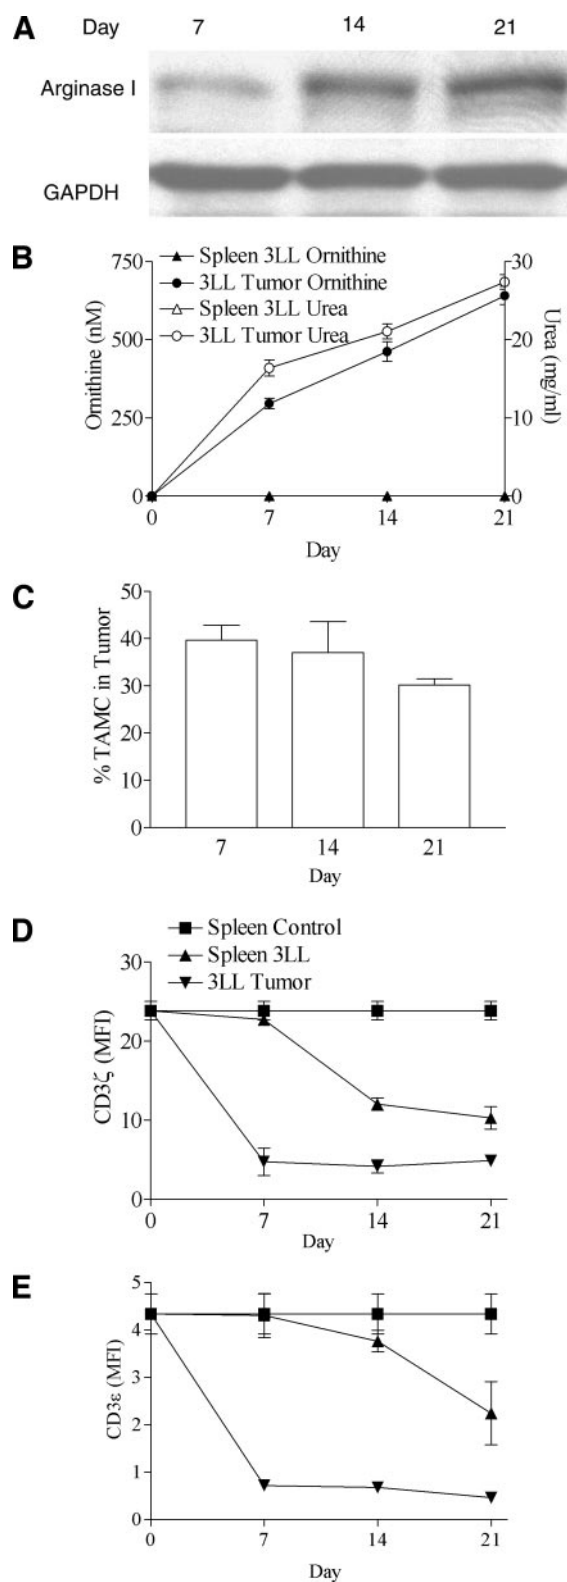 A Day 7 14 21
Arginase I
GAPDH
B
Spleen 3LL Ornithine
3LL Tumor Ornithine
Spleen 3LL Urea
3LL Tumor Urea
Ornithine (nM)
750
500
250
0
Urea (mg/ml)
30
20
10
0
0 7 14 21
Day
C
% TAMC in Tumor
50
40
30
20
10
0
7 14 21
Day
D
Spleen Control
Spleen 3LL
3LL Tumor
CD3ζ (MFI)
30
20
10
0
0 7 14 21
Day
E
CD3ε (MFI)
5
4
3
2
1
0
0 7 14 21
Day